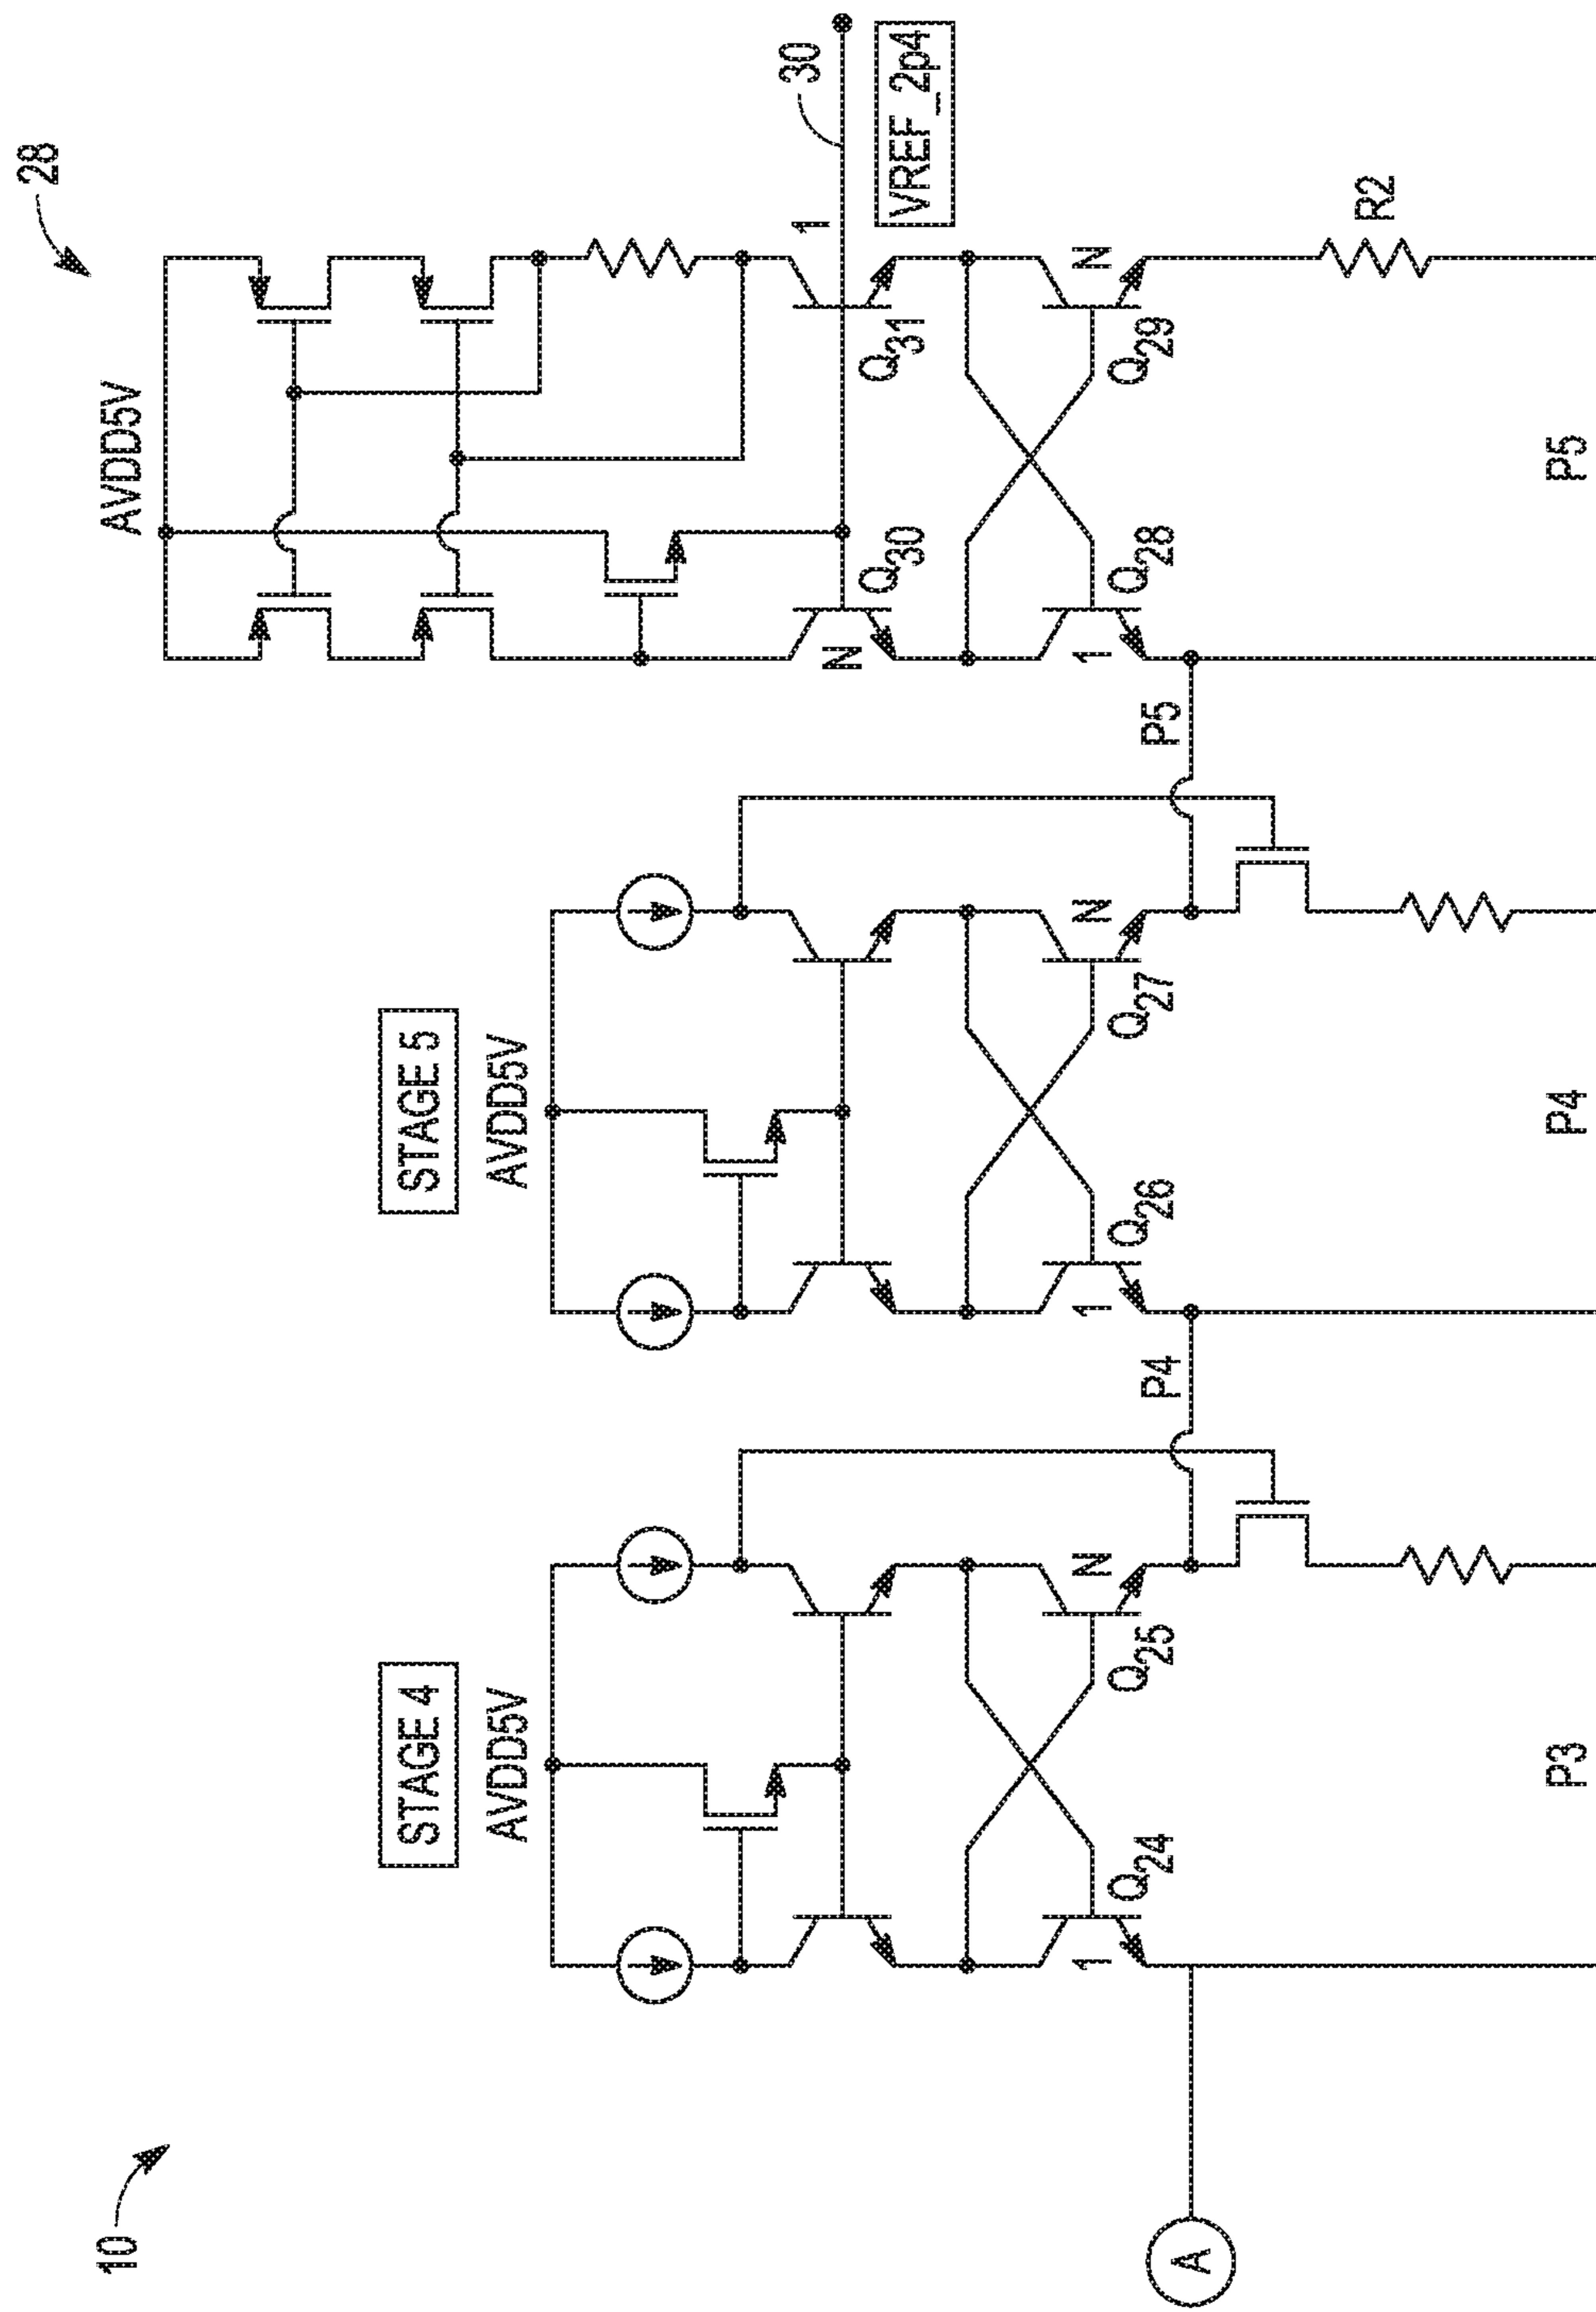 28
10
AVDD5V
STAGE 4
STAGE 5
AVDD5V
AVDD5V
30
1
N
Q30
Q31
VREF_2p4
1
N
1
N
1
N
Q24
Q25
Q26
Q27
Q28
Q29
P4
P5
A
R2
P3
P4
P5